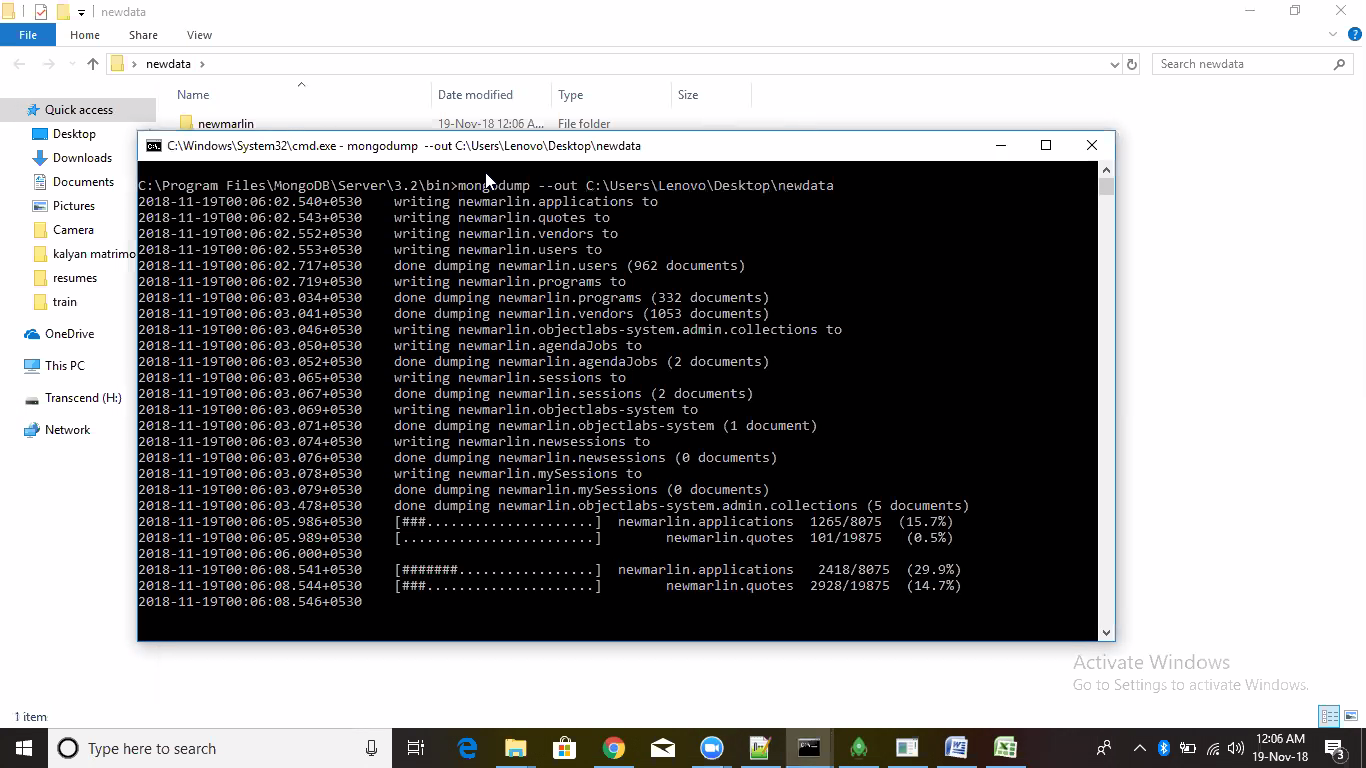 newdata
File Home Share View
newdata
Search newdata
Name Date modified Type Size
Quick access
newmarlin 19-Nov-18 12:06 A... File folder
Desktop
Downloads
Documents
Pictures
Camera
kalyan matrimo
resumes
train
OneDrive
This PC
Transcend (H:)
Network
C:\Windows\System32\cmd.exe - mongodump --out C:\Users\Lenovo\Desktop\newdata
C:\Program Files\MongoDB\Server\3.2\bin>mongodump --out C:\Users\Lenovo\Desktop\newdata
2018-11-19T00:06:02.540+0530 writing newmarlin.applications to
2018-11-19T00:06:02.543+0530 writing newmarlin.quotes to
2018-11-19T00:06:02.552+0530 writing newmarlin.vendors to
2018-11-19T00:06:02.553+0530 writing newmarlin.users to
2018-11-19T00:06:02.717+0530 done dumping newmarlin.users (962 documents)
2018-11-19T00:06:02.719+0530 writing newmarlin.programs to
2018-11-19T00:06:03.034+0530 done dumping newmarlin.programs (332 documents)
2018-11-19T00:06:03.041+0530 done dumping newmarlin.vendors (1053 documents)
2018-11-19T00:06:03.046+0530 writing newmarlin.objectlabs-system.admin.collections to
2018-11-19T00:06:03.050+0530 writing newmarlin.agendaJobs to
2018-11-19T00:06:03.052+0530 done dumping newmarlin.agendaJobs (2 documents)
2018-11-19T00:06:03.065+0530 writing newmarlin.sessions to
2018-11-19T00:06:03.067+0530 done dumping newmarlin.sessions (2 documents)
2018-11-19T00:06:03.069+0530 writing newmarlin.objectlabs-system to
2018-11-19T00:06:03.071+0530 done dumping newmarlin.objectlabs-system (1 document)
2018-11-19T00:06:03.074+0530 writing newmarlin.newsessions to
2018-11-19T00:06:03.076+0530 done dumping newmarlin.newsessions (0 documents)
2018-11-19T00:06:03.078+0530 writing newmarlin.mySessions to
2018-11-19T00:06:03.079+0530 done dumping newmarlin.mySessions (0 documents)
2018-11-19T00:06:03.478+0530 done dumping newmarlin.objectlabs-system.admin.collections (5 documents)
2018-11-19T00:06:05.986+0530 [###.....................] newmarlin.applications 1265/8075 (15.7%)
2018-11-19T00:06:05.989+0530 [........................] newmarlin.quotes 101/19875 (0.5%)
2018-11-19T00:06:06.000+0530
2018-11-19T00:06:08.541+0530 [#######.................] newmarlin.applications 2418/8075 (29.9%)
2018-11-19T00:06:08.544+0530 [###.....................] newmarlin.quotes 2928/19875 (14.7%)
2018-11-19T00:06:08.546+0530
Activate Windows
Go to Settings to activate Windows.
1 item
Type here to search
12:06 AM
19-Nov-18
3